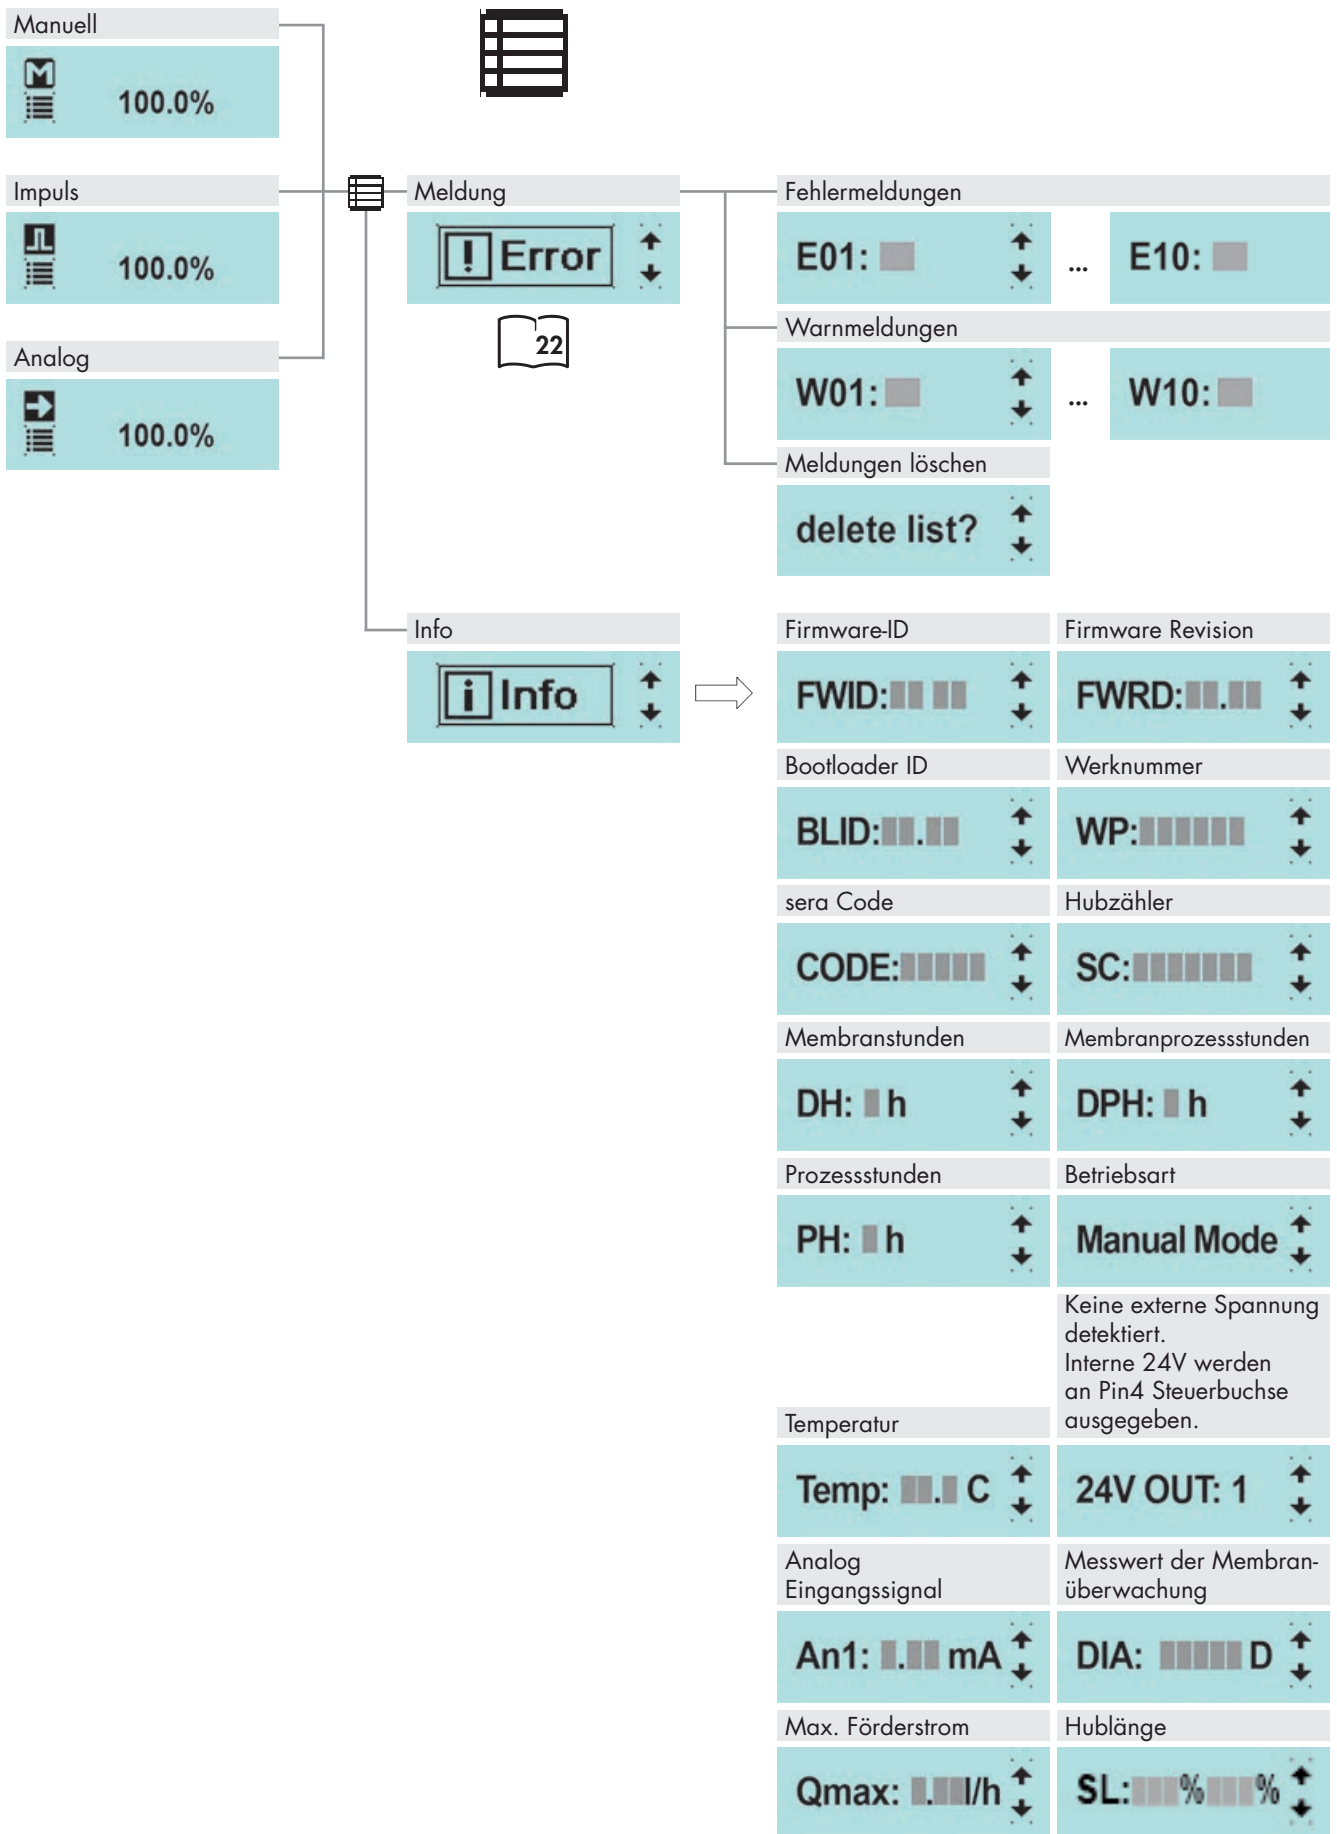 Manuell
M
100.0%
Impuls
100.0%
Analog
100.0%
Meldung
! Error
22
Fehlermeldungen
E01:
...
E10:
Warnmeldungen
W01:
...
W10:
Meldungen löschen
delete list?
Info
i Info
Firmware-ID
Firmware Revision
FWID:
FWRD: .
Bootloader ID
Werknummer
BLID: .
WP:
sera Code
Hubzähler
CODE:
SC:
Membranstunden
Membranprozessstunden
DH: h
DPH: h
Prozessstunden
Betriebsart
PH: h
Manual Mode
Keine externe Spannung
detektiert.
Interne 24V werden
an Pin4 Steuerbuchse
ausgegeben.
Temperatur
Temp: . C
24V OUT: 1
Analog
Eingangssignal
Messwert der Membran-
überwachung
An1: . mA
DIA: D
Max. Förderstrom
Hublänge
Qmax: . l/h
SL: % %